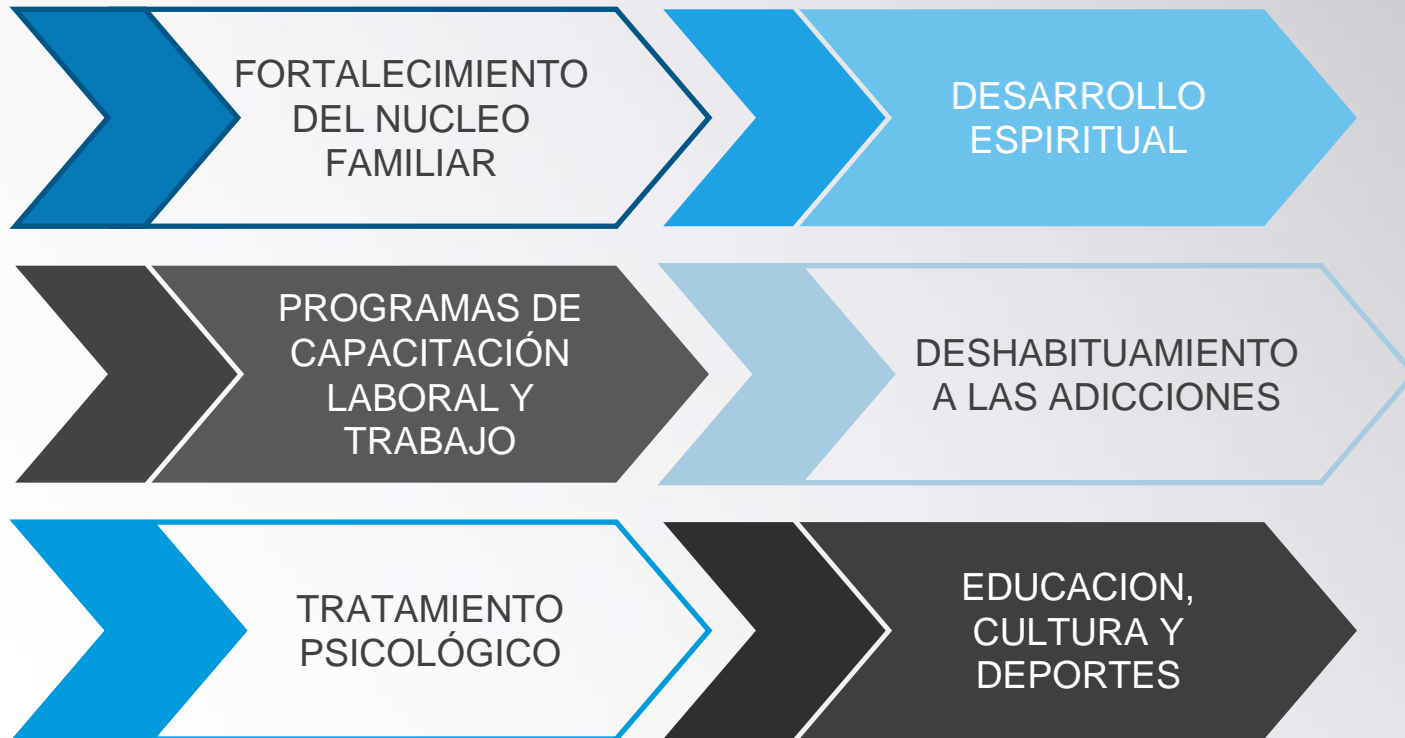 FORTALECIMIENTO
DEL NUCLEO
FAMILIAR
DESARROLLO
ESPIRITUAL
PROGRAMAS DE
CAPACITACIÓN
LABORAL Y
TRABAJO
DESHABITUAMIENTO
A LAS ADICCIONES
TRATAMIENTO
PSICOLÓGICO
EDUCACION,
CULTURA Y
DEPORTES